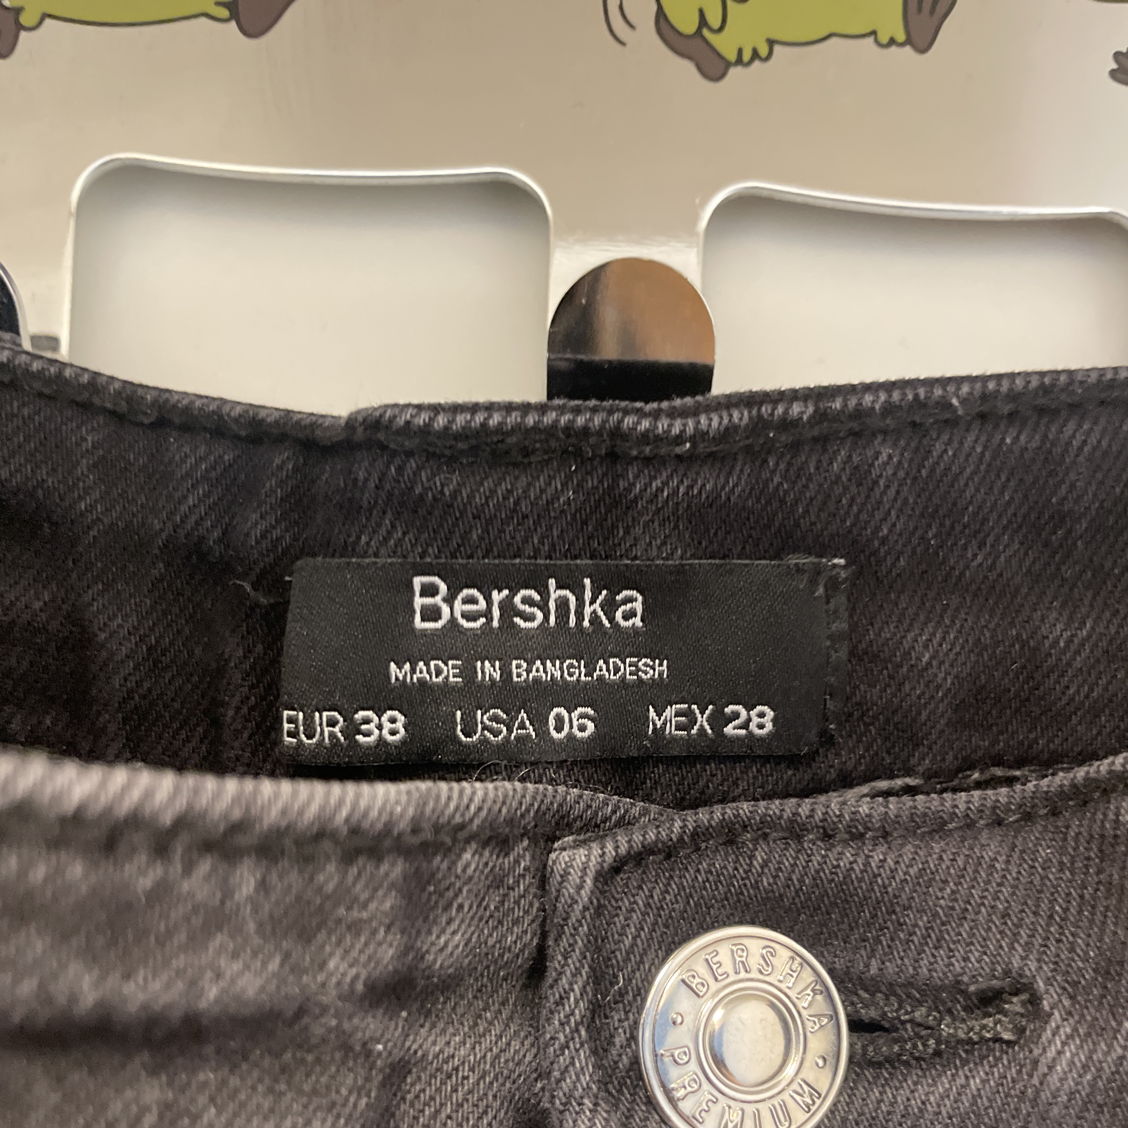 Bershka
MADE IN BANGLADESH
EUR 38 USA 06 MEX 28
BERSHKA
PREMIUM